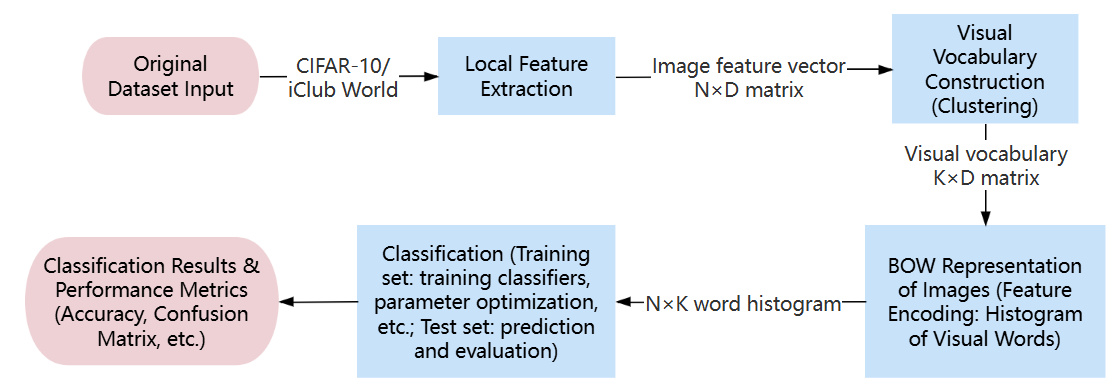 Original
Dataset Input
CIFAR-10/
iClub World
Local Feature
Extraction
Image feature vector
N×D matrix
Visual
Vocabulary
Construction
(Clustering)
Visual vocabulary
K×D matrix
BOW Representation
of Images (Feature
Encoding: Histogram
of Visual Words)
N×K word histogram
Classification (Training
set: training classifiers,
parameter optimization,
etc.; Test set: prediction
and evaluation)
Classification Results &
Performance Metrics
(Accuracy, Confusion
Matrix, etc.)